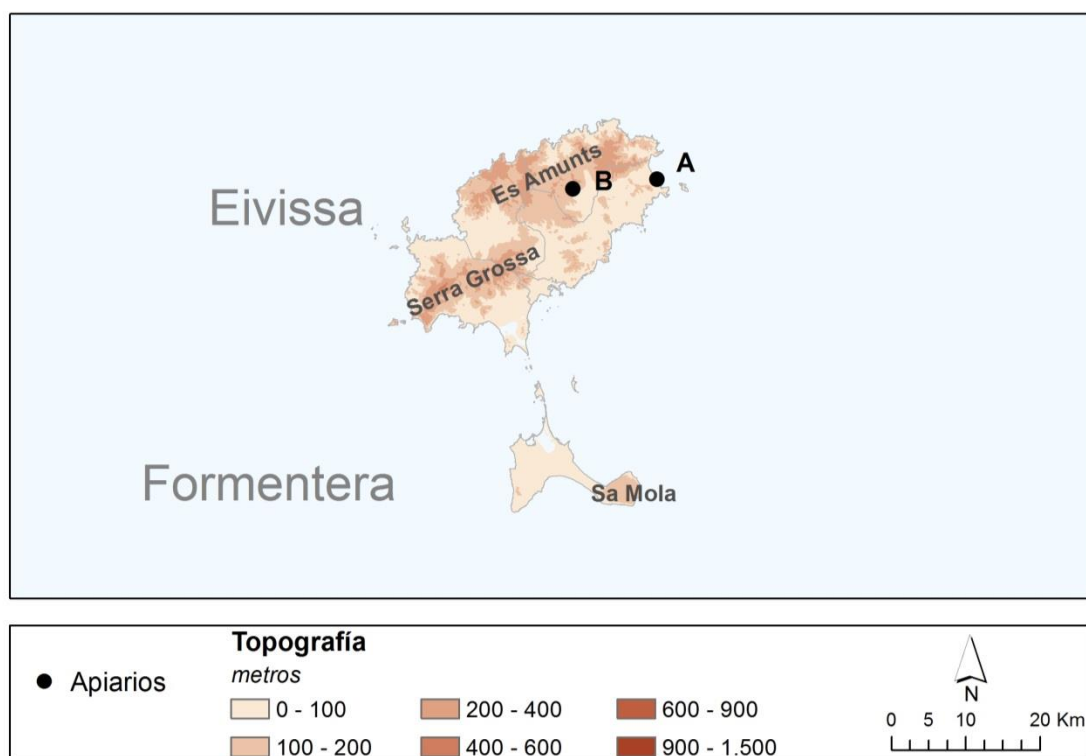 A
Es Amunts
B
Eivissa
Serra Grossa
Formentera
Sa Mola
Topografía
metros
Apiarios
0 - 100
200 - 400
600 - 900
100 - 200
400 - 600
900 - 1.500
N
0 5 10 20 Km